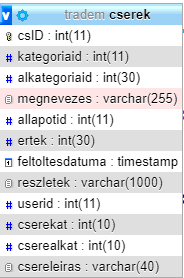 v tradem cserek
csID : int(11)
kategoriaid : int(11)
alkategoriaid : int(30)
megnevezes : varchar(255)
allapotid : int(11)
ertek : int(30)
feltoltesdatuma : timestamp
reszletek : varchar(1000)
userid : int(11)
cserekat : int(10)
cserealkat : int(10)
csereleiras : varchar(40)